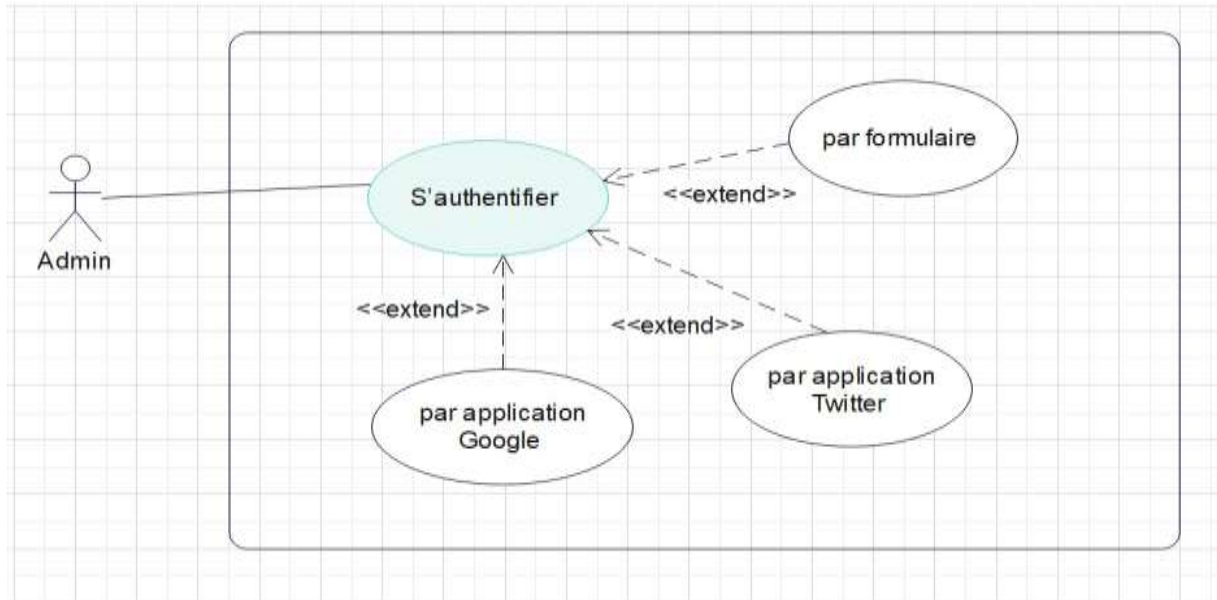 par formulaire
S'authentifier
<<extend>>
Admin
<<extend>>
<<extend>>
par application
Twitter
par application
Google